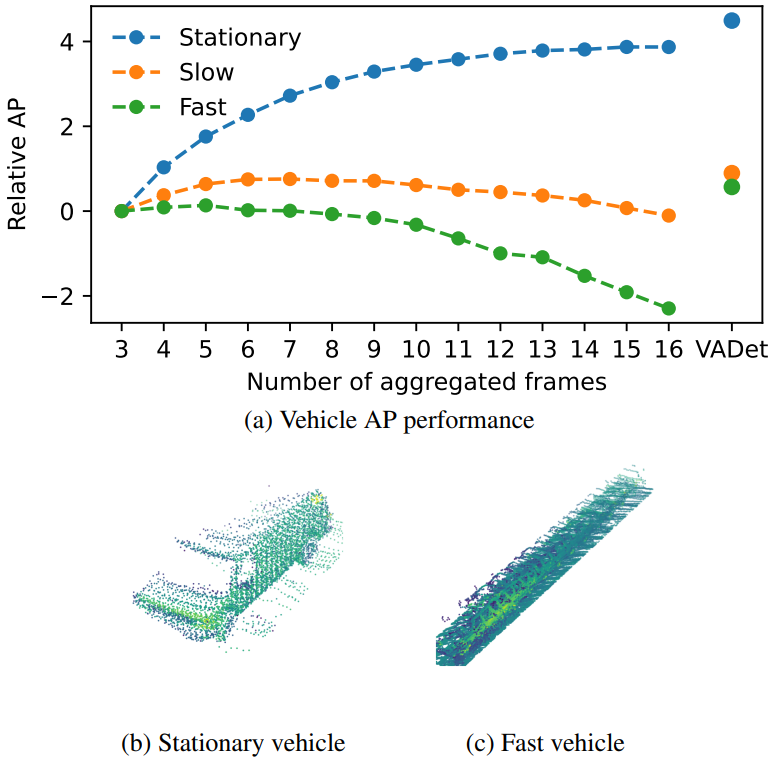 Relative AP
4
2
0
−2
Stationary
Slow
Fast
3 4 5 6 7 8 9 10 11 12 13 14 15 16 VADet
Number of aggregated frames
(a) Vehicle AP performance
(b) Stationary vehicle
(c) Fast vehicle